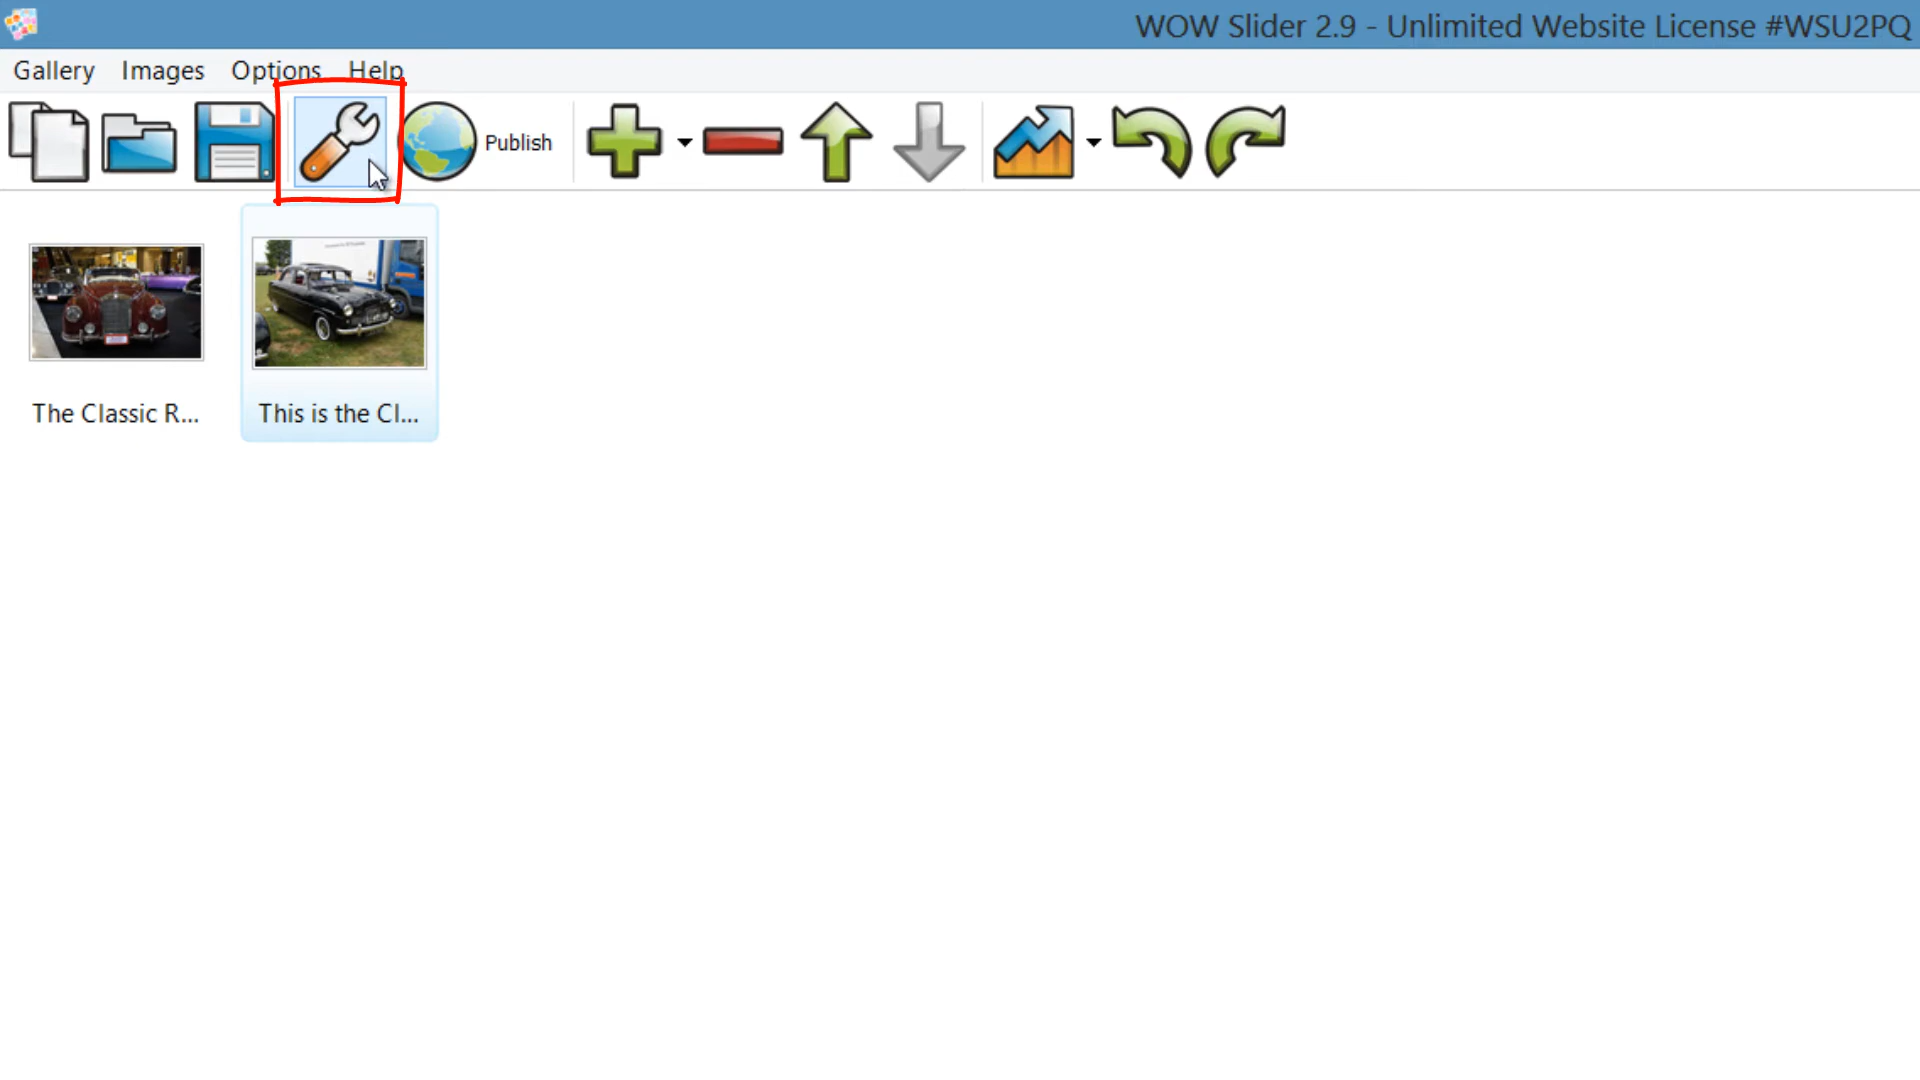 WOW Slider 2.9 - Unlimited Website License #WSU2PQ
Gallery Images Options Help
Publish
The Classic R...
This is the Cl...